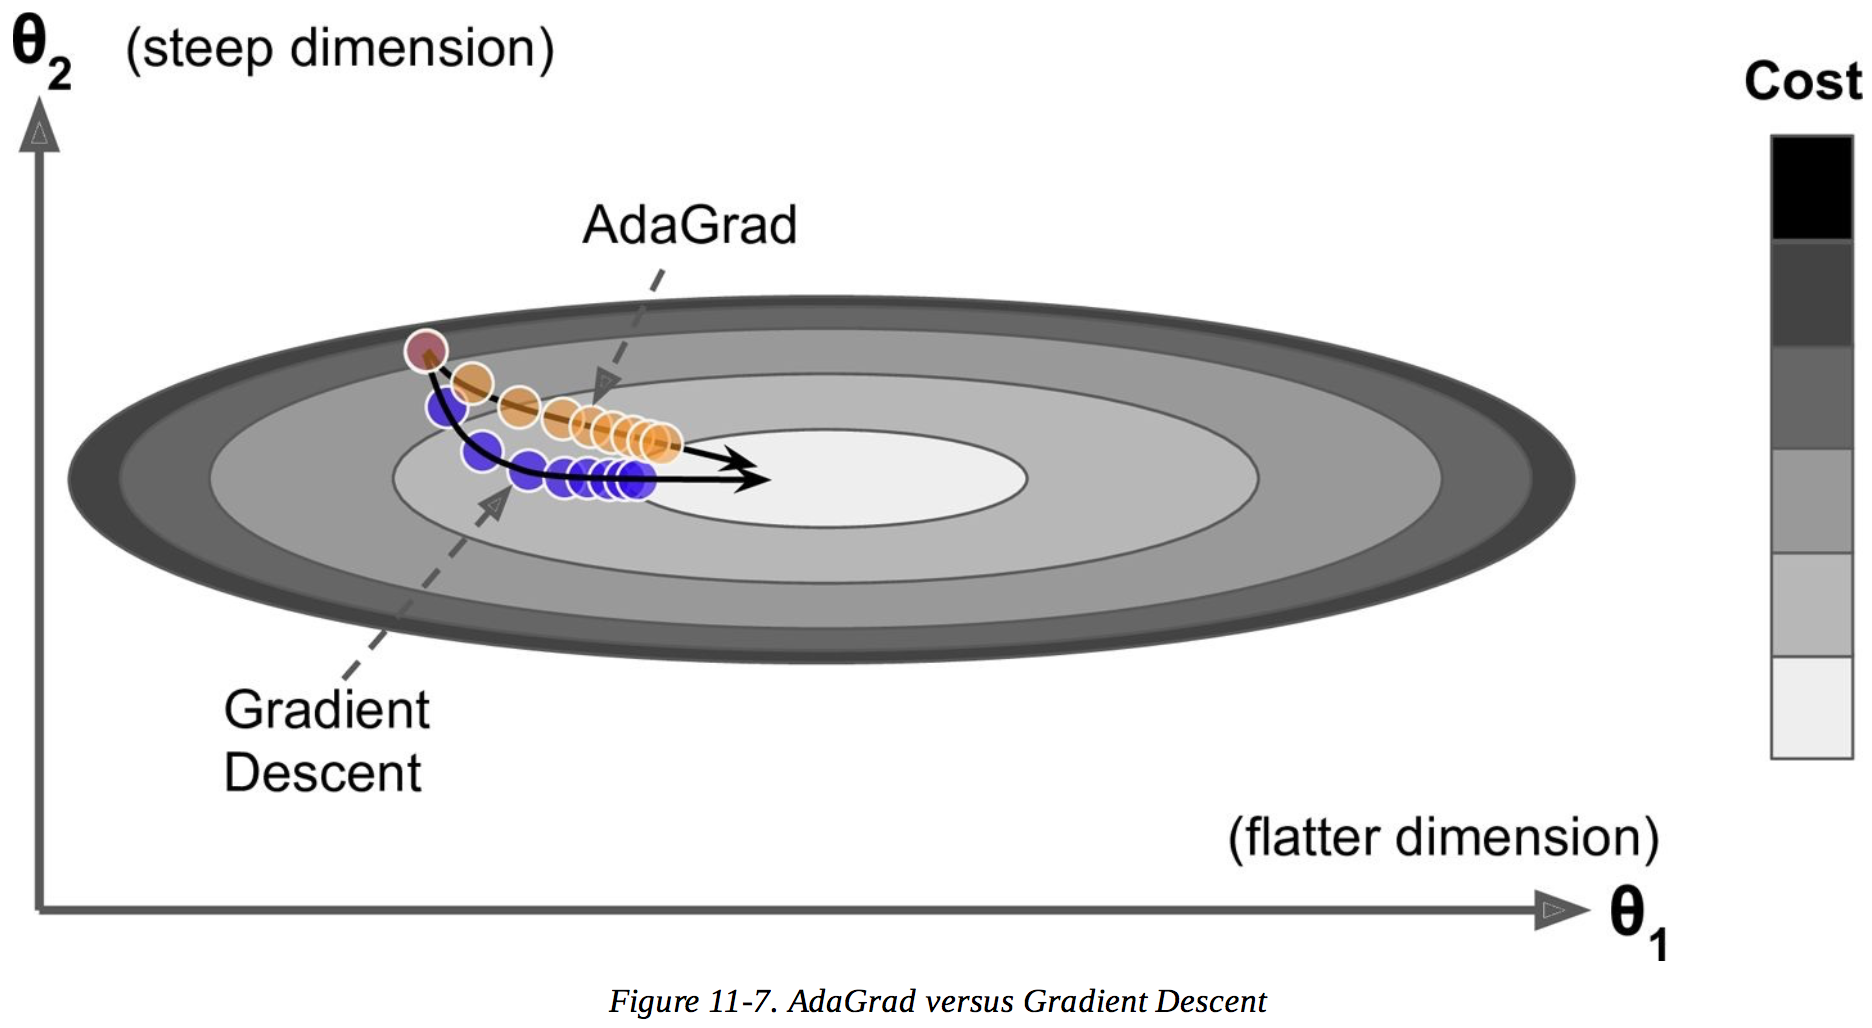 θ2 (steep dimension)
Cost
AdaGrad
Gradient
Descent
(flatter dimension)
θ1
Figure 11-7. AdaGrad versus Gradient Descent